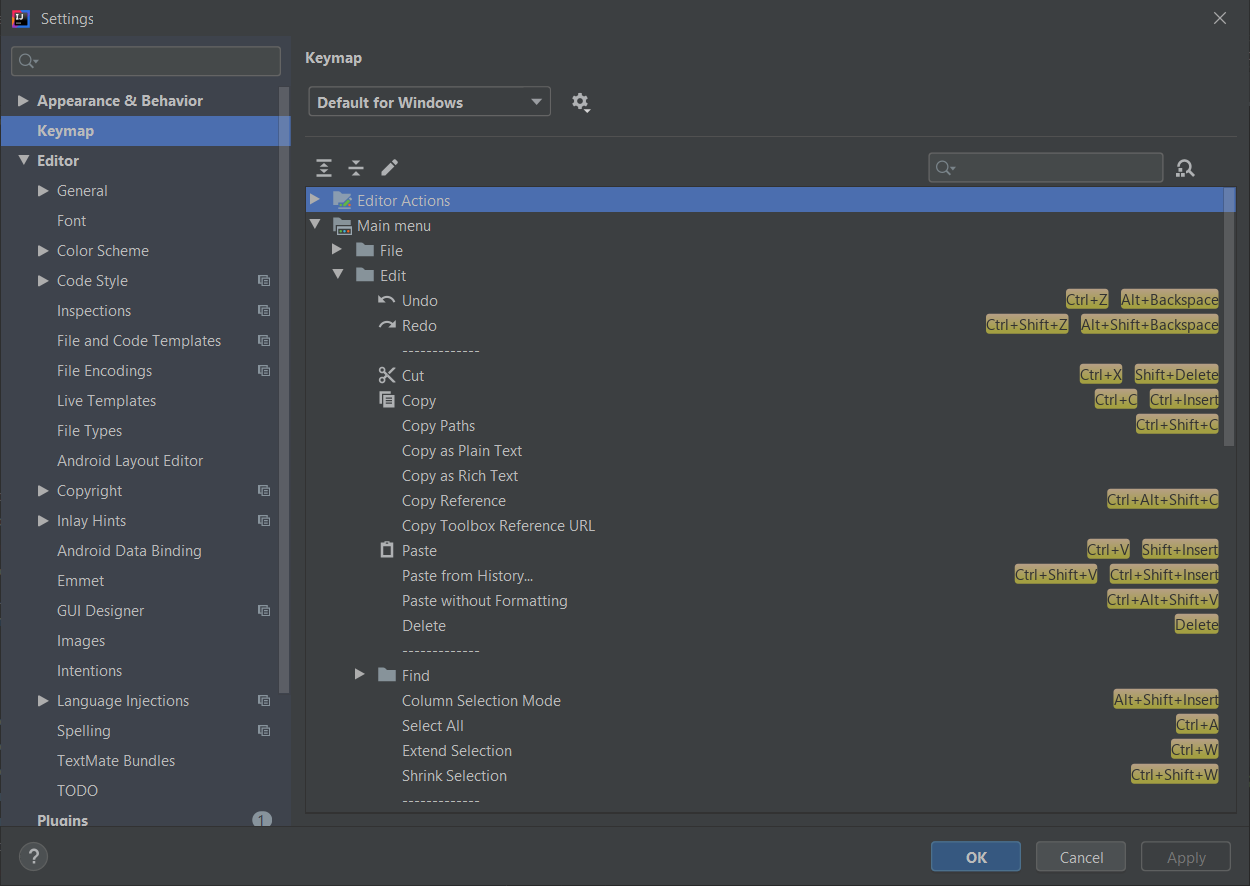 Settings
Appearance & Behavior
Keymap
Editor
General
Font
Color Scheme
Code Style
Inspections
File and Code Templates
File Encodings
Live Templates
File Types
Android Layout Editor
Copyright
Inlay Hints
Android Data Binding
Emmet
GUI Designer
Images
Intentions
Language Injections
Spelling
TextMate Bundles
TODO
Plugins 1
Keymap
Default for Windows
Editor Actions
Main menu
File
Edit
Undo Ctrl+Z Alt+Backspace
Redo Ctrl+Shift+Z Alt+Shift+Backspace
-------------
Cut Ctrl+X Shift+Delete
Copy Ctrl+C Ctrl+Insert
Copy Paths Ctrl+Shift+C
Copy as Plain Text
Copy as Rich Text
Copy Reference Ctrl+Alt+Shift+C
Copy Toolbox Reference URL
Paste Ctrl+V Shift+Insert
Paste from History... Ctrl+Shift+V Ctrl+Shift+Insert
Paste without Formatting Ctrl+Alt+Shift+V
Delete Delete
-------------
Find
Column Selection Mode Alt+Shift+Insert
Select All Ctrl+A
Extend Selection Ctrl+W
Shrink Selection Ctrl+Shift+W
-------------
? OK Cancel Apply